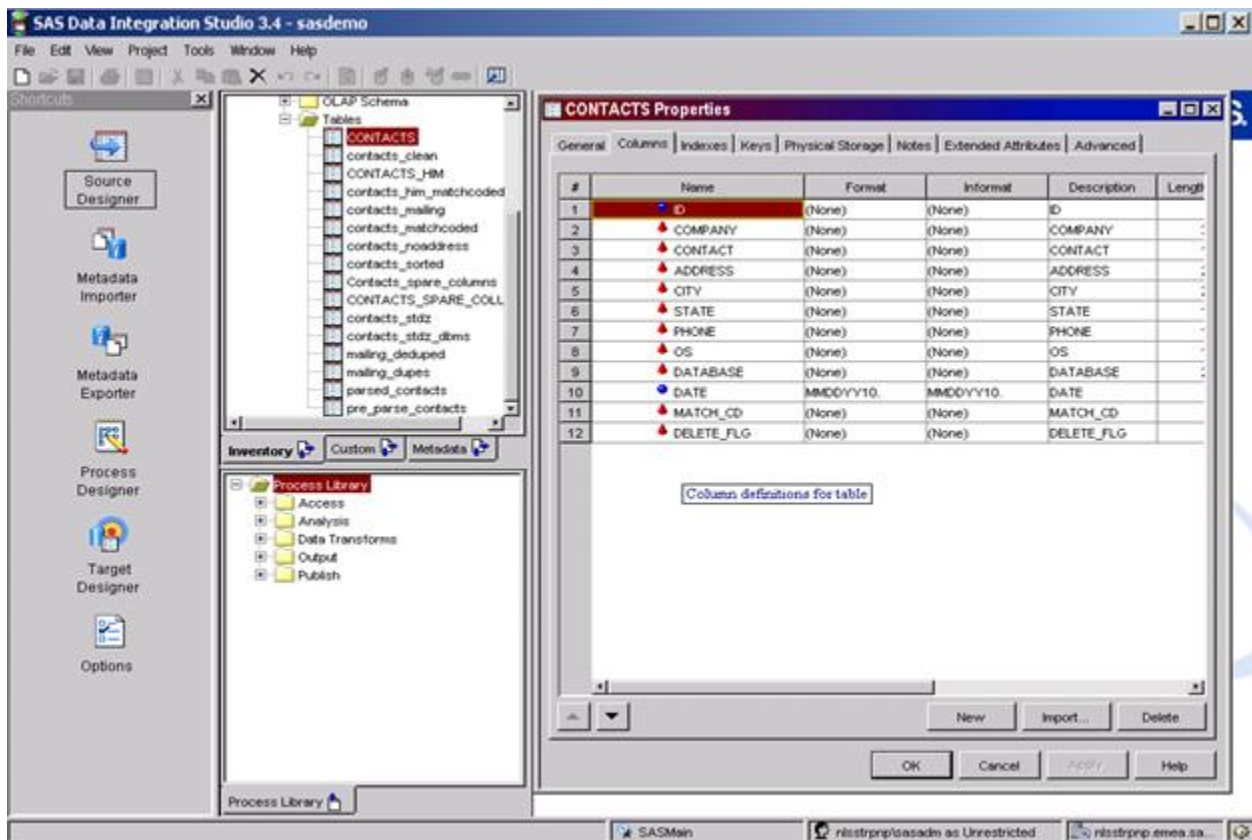 SAS Data Integration Studio 3.4 - sasdemo
File Edit View Project Tools Window Help
Shortcuts
Source Designer
Metadata Importer
Metadata Exporter
Process Designer
Target Designer
Options
OLAP Schema
Tables
CONTACTS
contacts_clean
CONTACTS_HIM
contacts_him_matchcoded
contacts_mailing
contacts_matchcoded
contacts_noaddress
contacts_sorted
Contacts_spare_columns
CONTACTS_SPARE_COLL
contacts_stdz
contacts_stdz_dbms
mailing_deduped
mailing_dupes
parsed_contacts
pre_parse_contacts
Inventory Custom Metadata
Process Library
Access
Analysis
Data Transforms
Output
Publish
Process Library
CONTACTS Properties
General Columns Indexes Keys Physical Storage Notes Extended Attributes Advanced
# Name Format Informat Description Length
1 ID (None) (None) ID
2 COMPANY (None) (None) COMPANY
3 CONTACT (None) (None) CONTACT
4 ADDRESS (None) (None) ADDRESS
5 CITY (None) (None) CITY
6 STATE (None) (None) STATE
7 PHONE (None) (None) PHONE
8 OS (None) (None) OS
9 DATABASE (None) (None) DATABASE
10 DATE MMDDYY10. MMDDYY10. DATE
11 MATCH_CD (None) (None) MATCH_CD
12 DELETE_FLG (None) (None) DELETE_FLG
Column definitions for table
New Import... Delete
OK Cancel Apply Help
S.
SASMain nlsstrpnp\sasadm as Unrestricted nlsstrpnp.emea.sa...